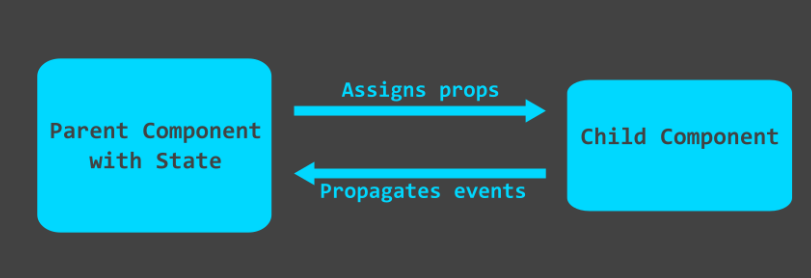 Parent Component
with State
Assigns props
Propagates events
Child Component